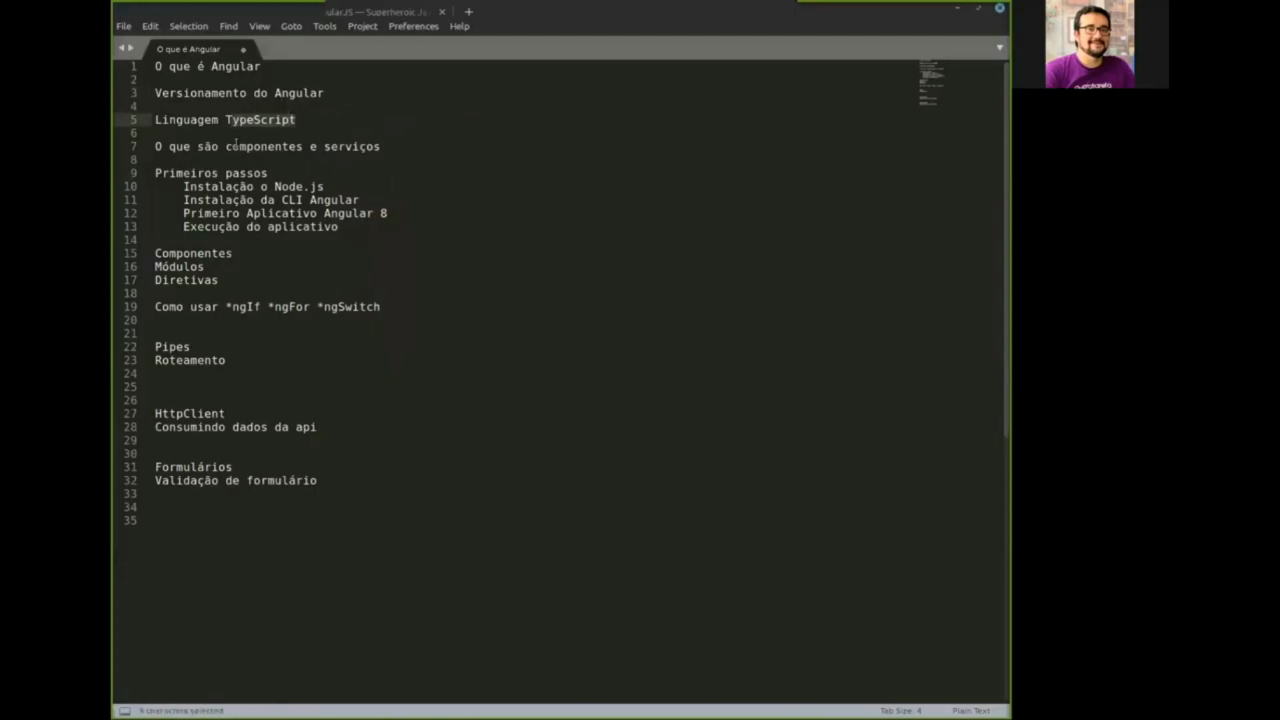 ular.JS — Superheroic Ja
File Edit Selection Find View Goto Tools Project Preferences Help
O que é Angular
1 O que é Angular
2
3 Versionamento do Angular
4
5 Linguagem TypeScript
6
7 O que são componentes e serviços
8
9 Primeiros passos
10 Instalação o Node.js
11 Instalação da CLI Angular
12 Primeiro Aplicativo Angular 8
13 Execução do aplicativo
14
15 Componentes
16 Módulos
17 Diretivas
18
19 Como usar *ngIf *ngFor *ngSwitch
20
21
22 Pipes
23 Roteamento
24
25
26
27 HttpClient
28 Consumindo dados da api
29
30
31 Formulários
32 Validação de formulário
33
34
35
9 characters selected
Tab Size: 4 Plain Text